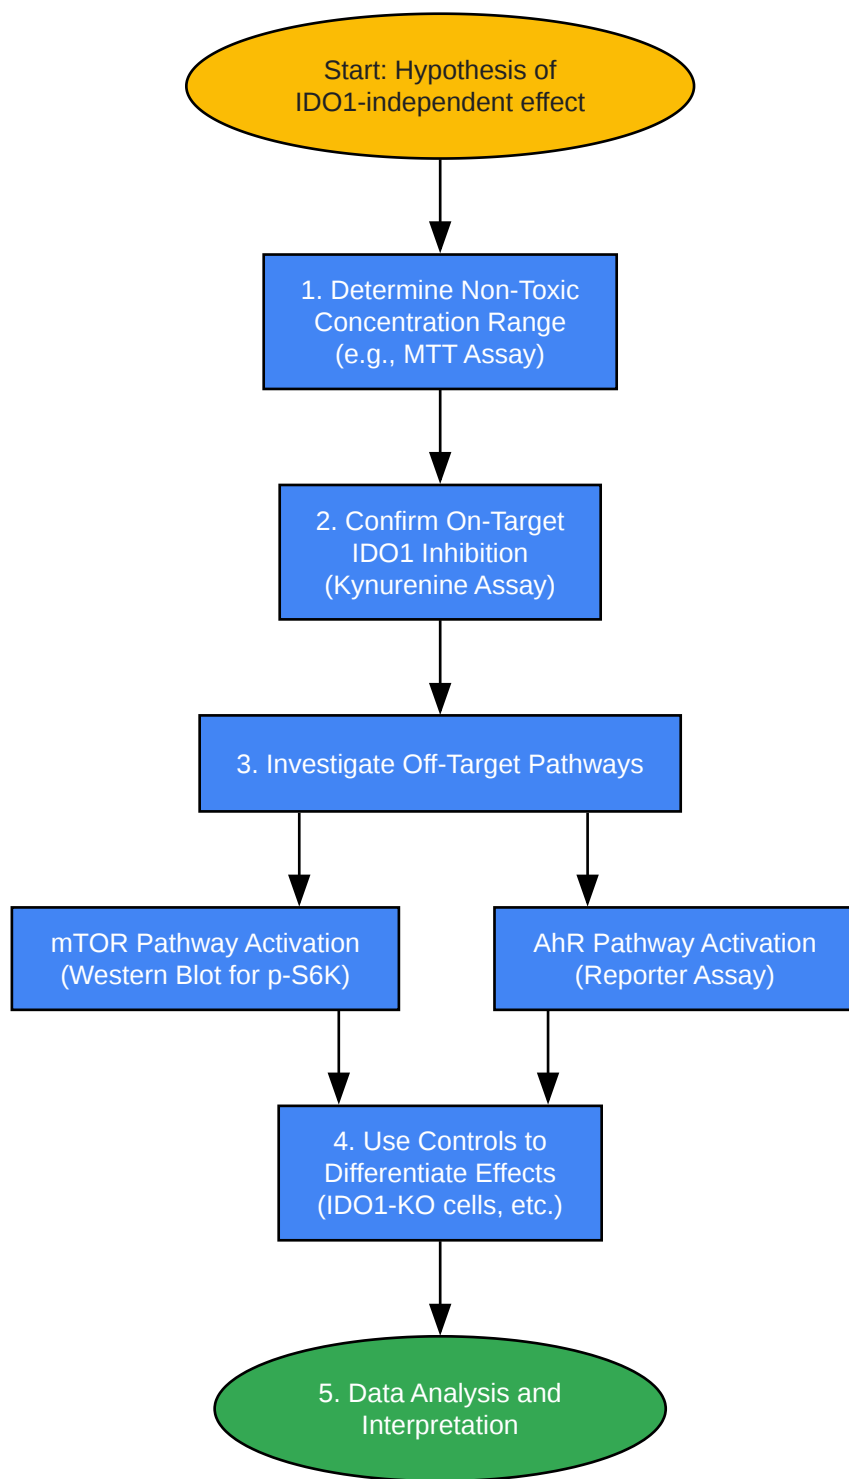 Start: Hypothesis of
IDO1-independent effect
1. Determine Non-Toxic
Concentration Range
(e.g., MTT Assay)
2. Confirm On-Target
IDO1 Inhibition
(Kynurenine Assay)
3. Investigate Off-Target Pathways
mTOR Pathway Activation
(Western Blot for p-S6K)
AhR Pathway Activation
(Reporter Assay)
4. Use Controls to
Differentiate Effects
(IDO1-KO cells, etc.)
5. Data Analysis and
Interpretation